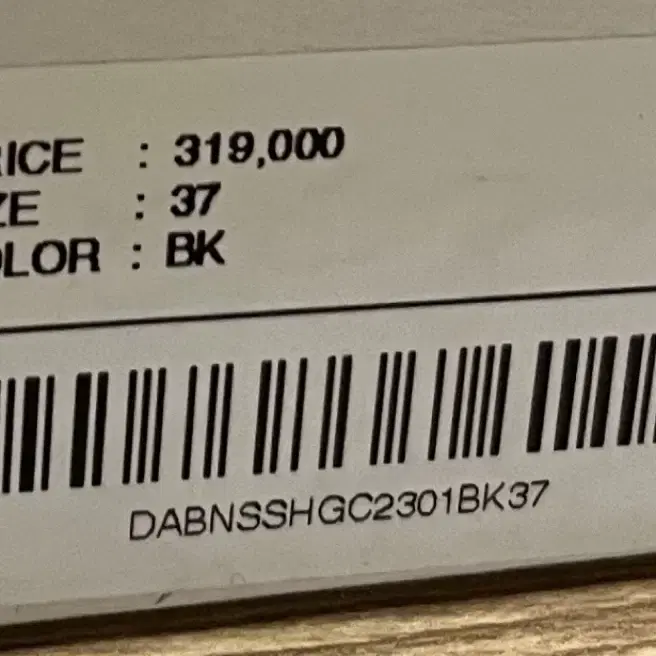 RICE : 319,000
ZE : 37
OLOR : BK
DABNSSHGC2301BK37